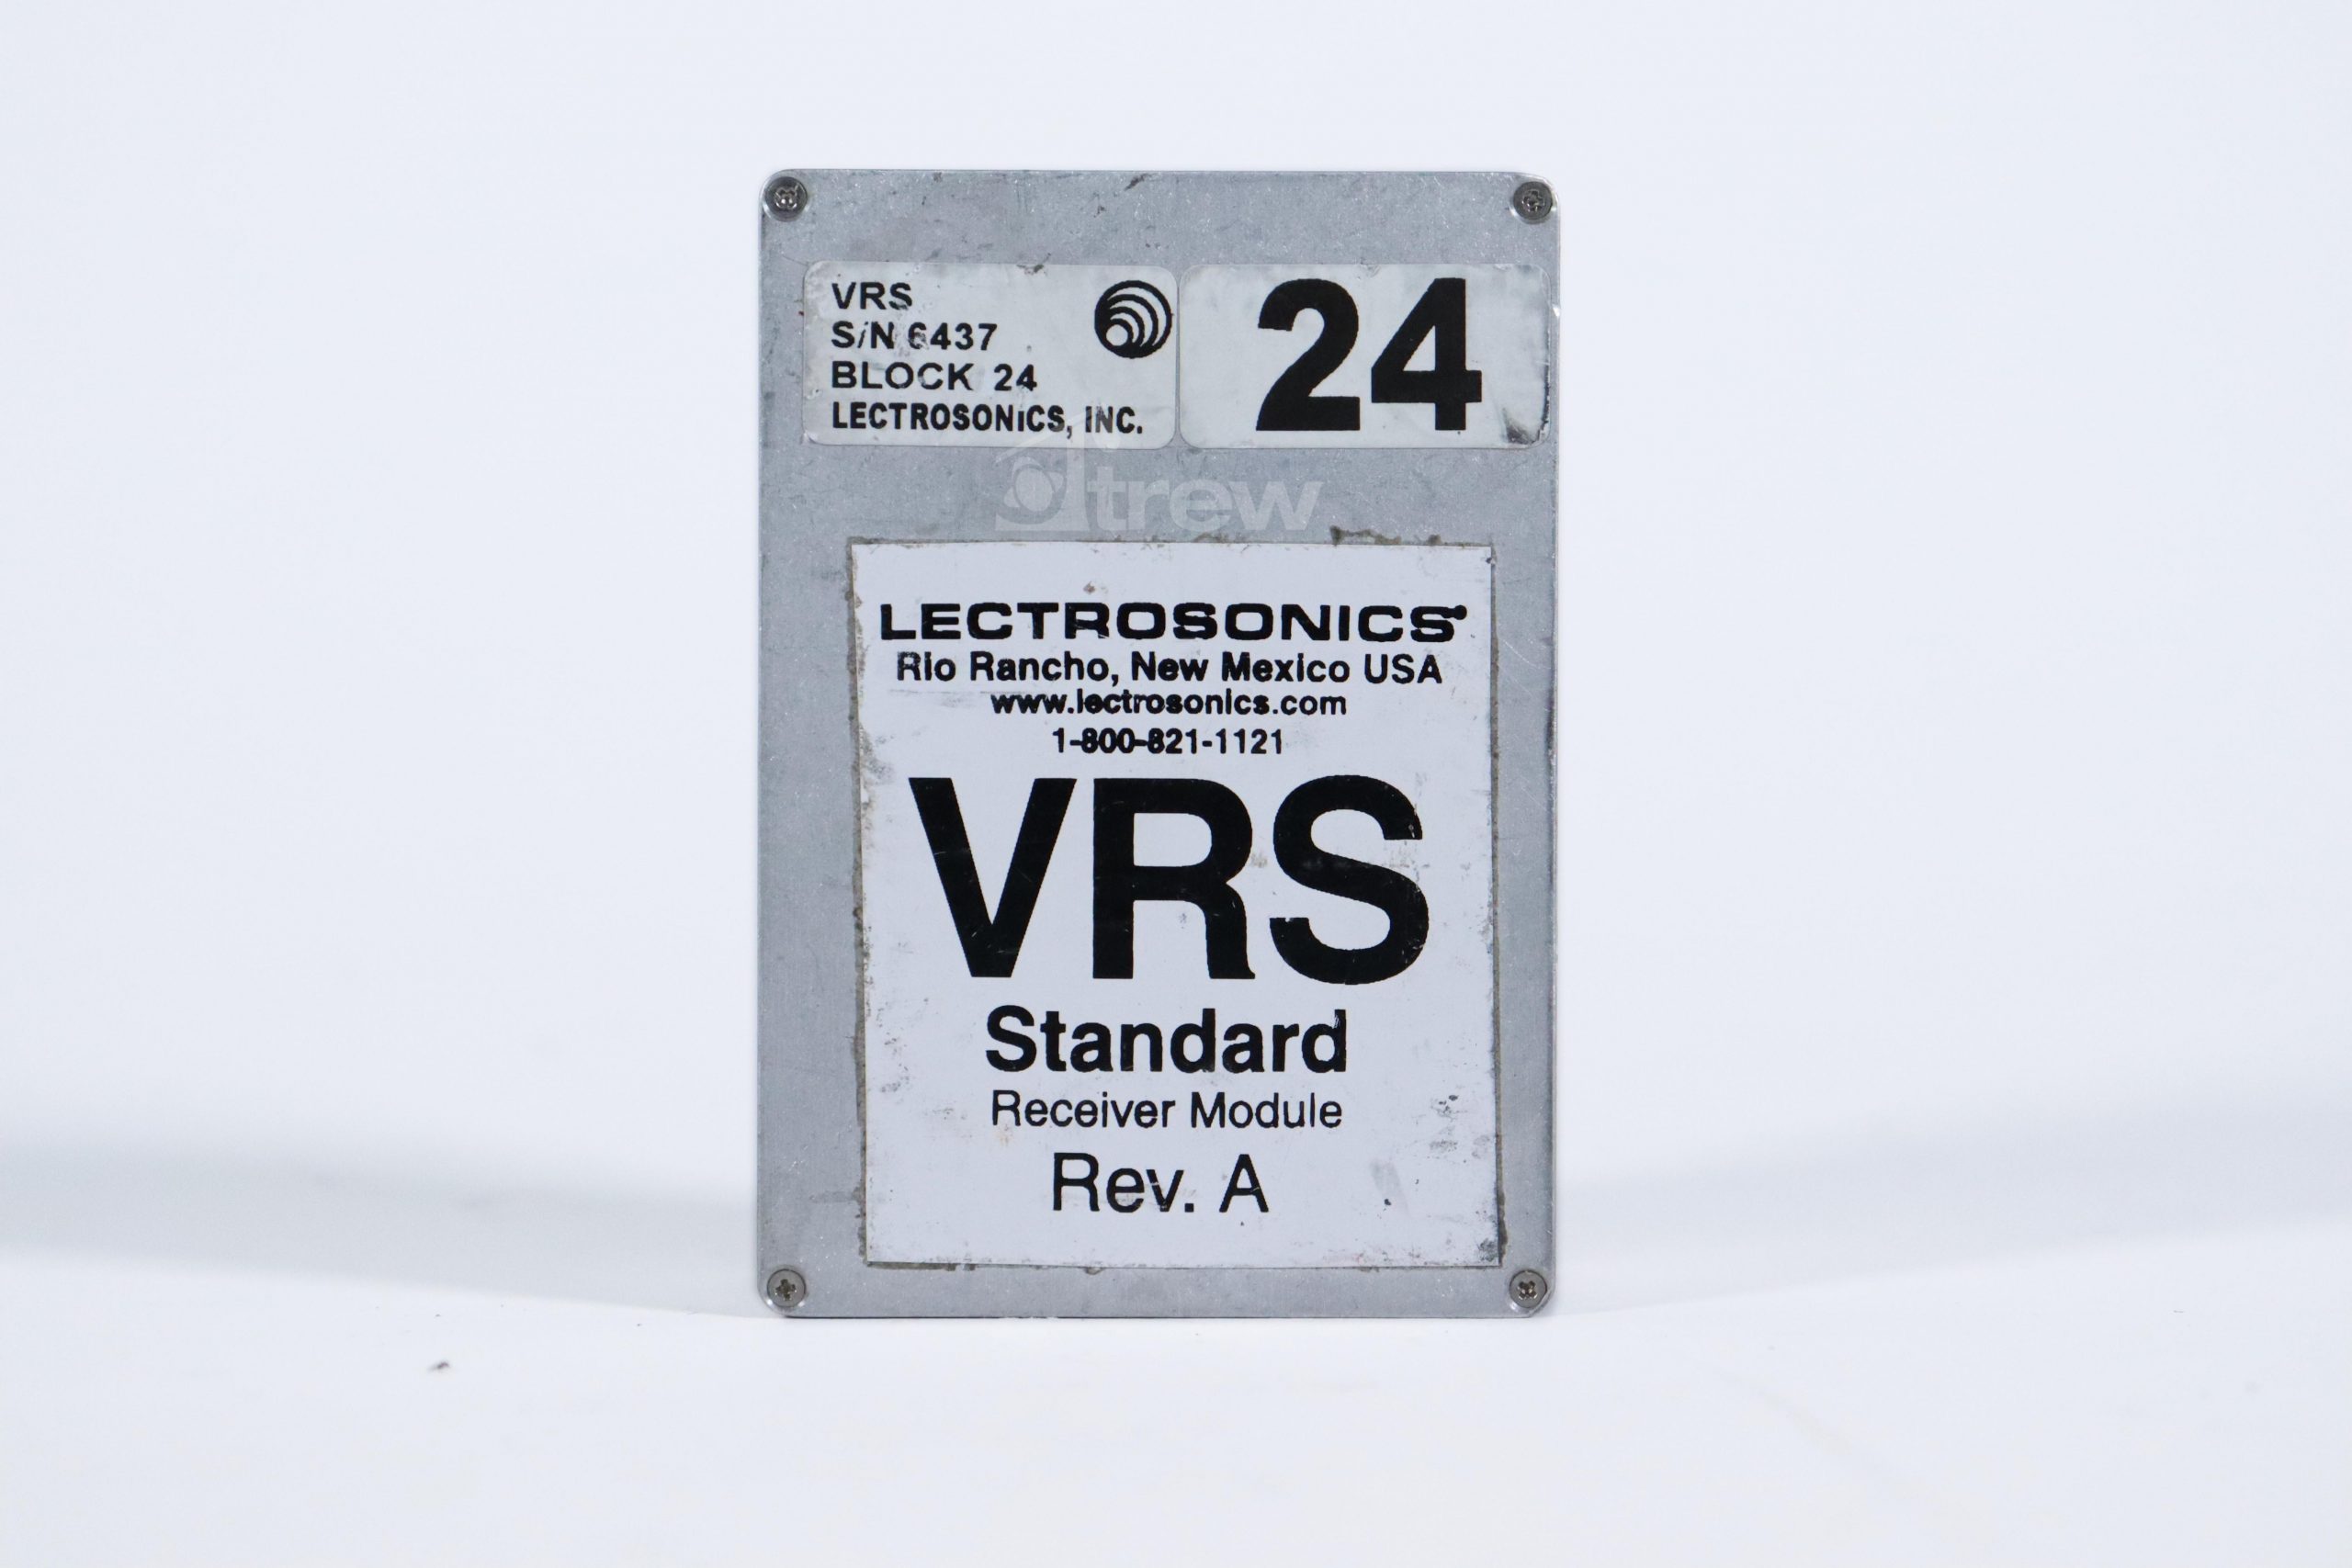 VRS
S/N 6437
BLOCK 24
LECTROSONICS, INC.
24
trew
LECTROSONICS
Rio Rancho, New Mexico USA
www.lectrosonics.com
1-800-821-1121
VRS
Standard
Receiver Module
Rev. A